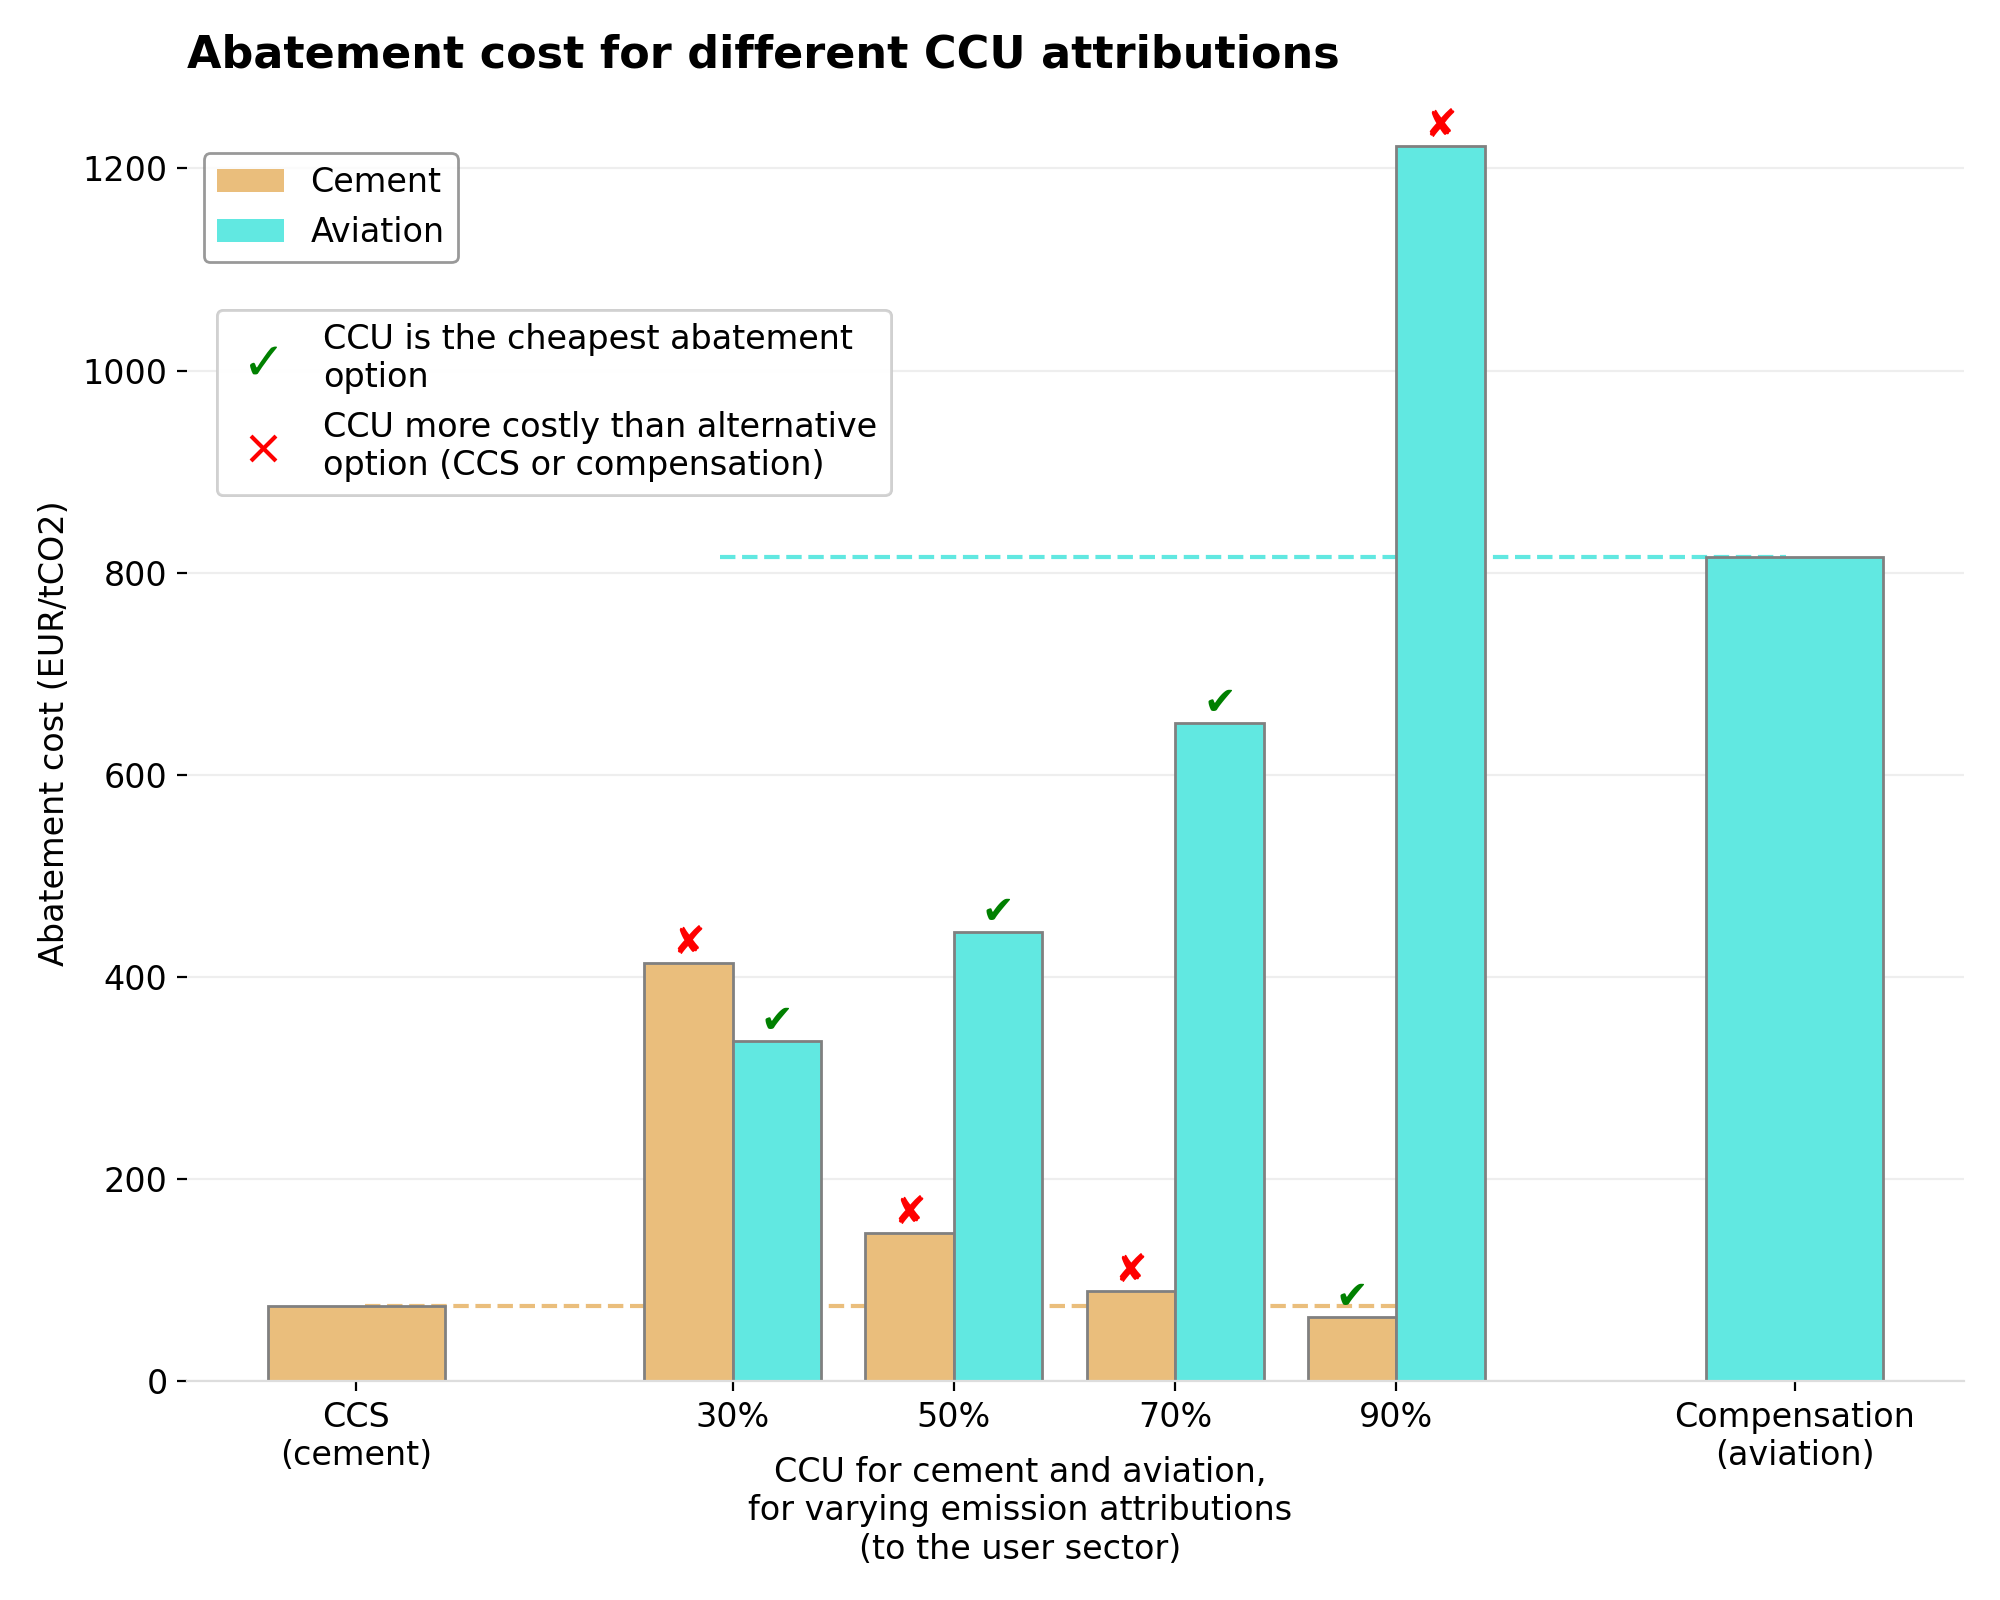 Abatement cost for different CCU attributions
Cement
Aviation
✓ CCU is the cheapest abatement
option
✕ CCU more costly than alternative
option (CCS or compensation)
Abatement cost (EUR/tCO2)
1200
1000
800
600
400
200
0
CCS
(cement)
30%
50%
70%
90%
Compensation
(aviation)
CCU for cement and aviation,
for varying emission attributions
(to the user sector)